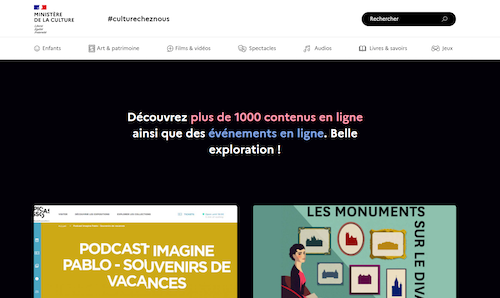 MINISTÈRE
DE LA CULTURE
Liberté
Égalité
Fraternité
#culturecheznous
Rechercher
Enfants
Art & patrimoine
Films & vidéos
Spectacles
Audios
Livres & savoirs
Jeux
Découvrez plus de 1000 contenus en ligne
ainsi que des événements en ligne. Belle
exploration !
PODCAST IMAGINE
PABLO - SOUVENIRS DE
VACANCES
LES MONUMENTS
SUR LE DIVA